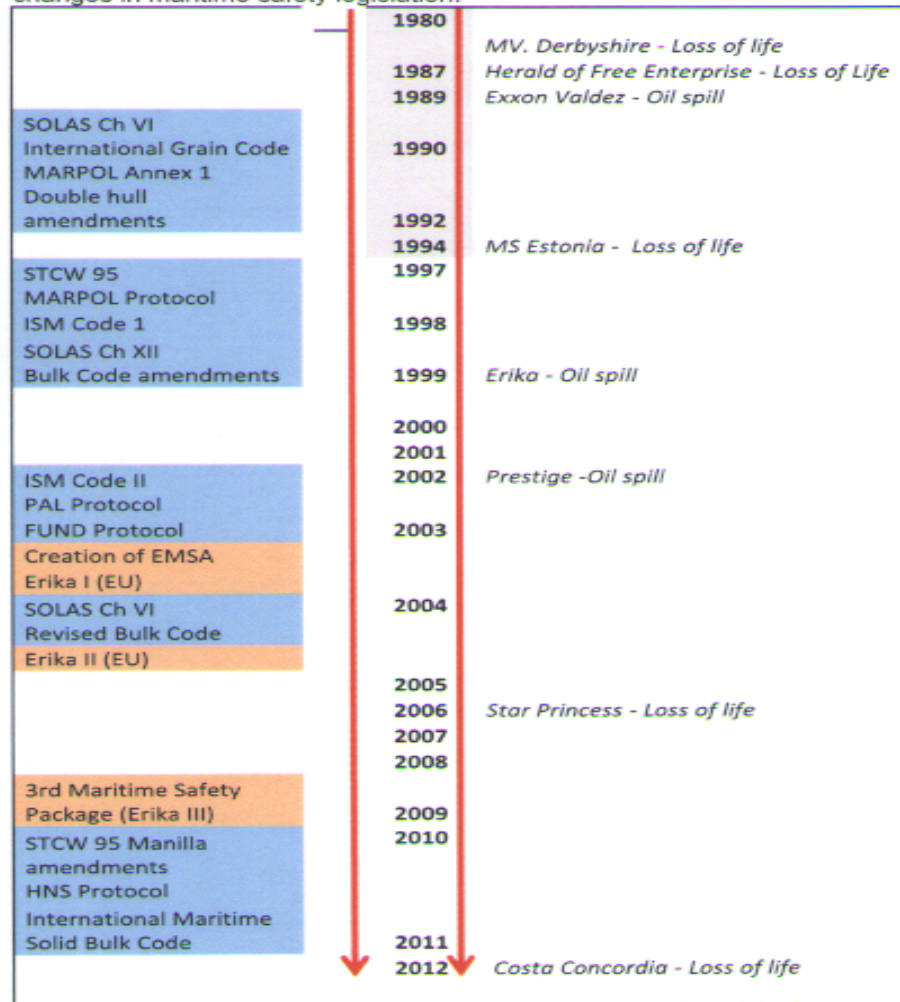 changes in maritime safety legislation.
1980
MV. Derbyshire - Loss of life
1987 Herald of Free Enterprise - Loss of Life
1989 Exxon Valdez - Oil spill
SOLAS Ch VI
International Grain Code 1990
MARPOL Annex 1
Double hull
amendments 1992
1994 MS Estonia - Loss of life
STCW 95 1997
MARPOL Protocol
ISM Code 1 1998
SOLAS Ch XII
Bulk Code amendments 1999 Erika - Oil spill
2000
2001
ISM Code II 2002 Prestige -Oil spill
PAL Protocol
FUND Protocol 2003
Creation of EMSA
Erika I (EU)
SOLAS Ch VI 2004
Revised Bulk Code
Erika II (EU)
2005
2006 Star Princess - Loss of life
2007
2008
3rd Maritime Safety
Package (Erika III) 2009
STCW 95 Manilla 2010
amendments
HNS Protocol
International Maritime
Solid Bulk Code 2011
2012 Costa Concordia - Loss of life